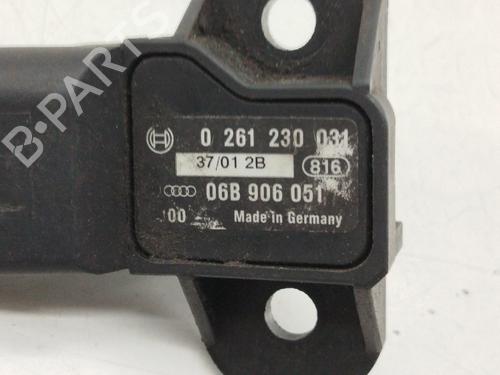 0 261 230 031
37/01 2B
816
06B 906 051
00 Made in Germany
B-PARTS